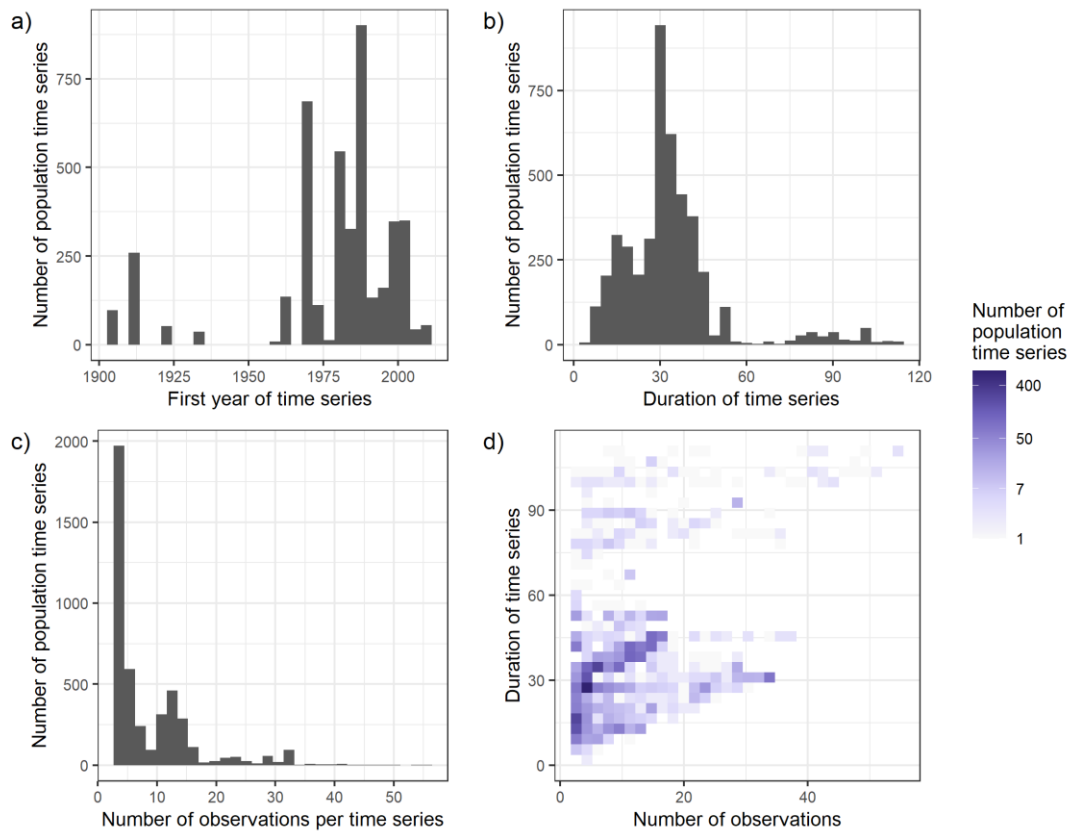 a)
Number of population time series
750
500
250
0
1900
1925
1950
1975
2000
First year of time series
b)
Number of population time series
750
500
250
0
0
30
60
90
120
Duration of time series
c)
Number of population time series
2000
1500
1000
500
0
0
10
20
30
40
50
Number of observations per time series
d)
Duration of time series
90
60
30
0
0
20
40
Number of observations
Number of
population
time series
400
50
7
1